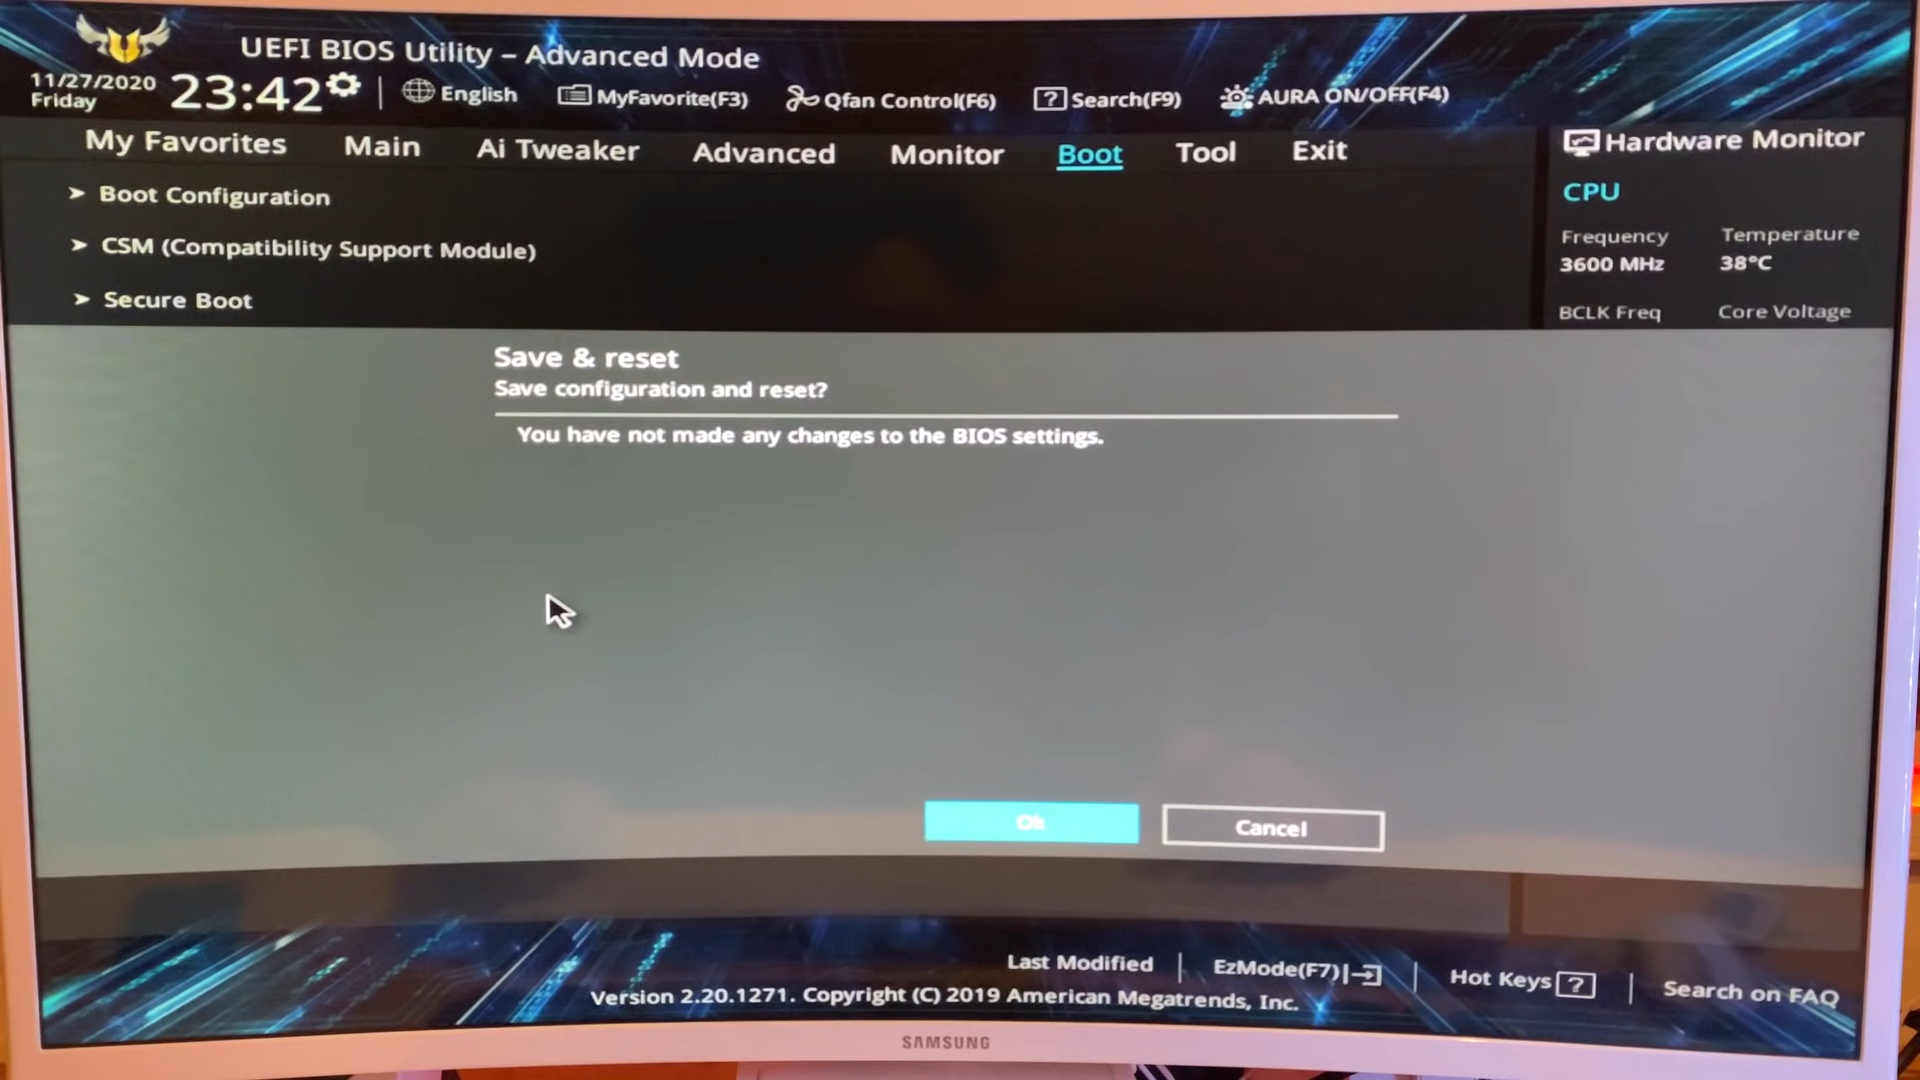 UEFI BIOS Utility – Advanced Mode
11/27/2020
Friday
23:42
English
MyFavorite(F3)
Qfan Control(F6)
Search(F9)
AURA ON/OFF(F4)
My Favorites
Main
Ai Tweaker
Advanced
Monitor
Boot
Tool
Exit
Hardware Monitor
Boot Configuration
CSM (Compatibility Support Module)
Secure Boot
CPU
Frequency
Temperature
3600 MHz
38°C
BCLK Freq
Core Voltage
Save & reset
Save configuration and reset?
You have not made any changes to the BIOS settings.
Ok
Cancel
Last Modified
EzMode(F7)
Hot Keys ?
Search on FAQ
Version 2.20.1271. Copyright (C) 2019 American Megatrends, Inc.
SAMSUNG